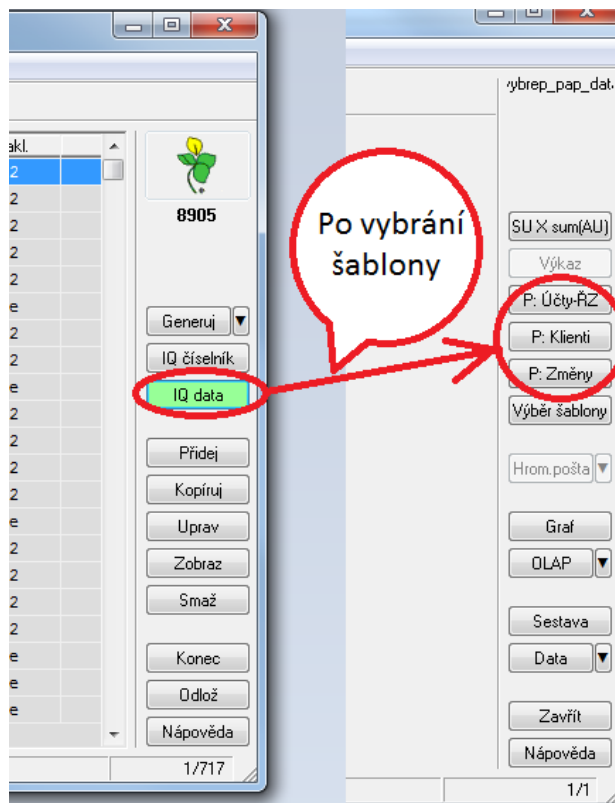 akl.
2
2
2
2
2
e
2
2
e
2
2
2
2
e
2
2
2
2
e
e
e
8905
Generuj
IQ číselník
IQ data
Přidej
Kopíruj
Uprav
Zobraz
Smaž
Konec
Odlož
Nápověda
1/717
Po vybrání
šablony
vybrep_pap_dat
SU X sum(AU)
Výkaz
P: Účty-ŘZ
P: Klienti
P: Změny
Výběr šablony
Hrom.pošta
Graf
OLAP
Sestava
Data
Zavřít
Nápověda
1/1